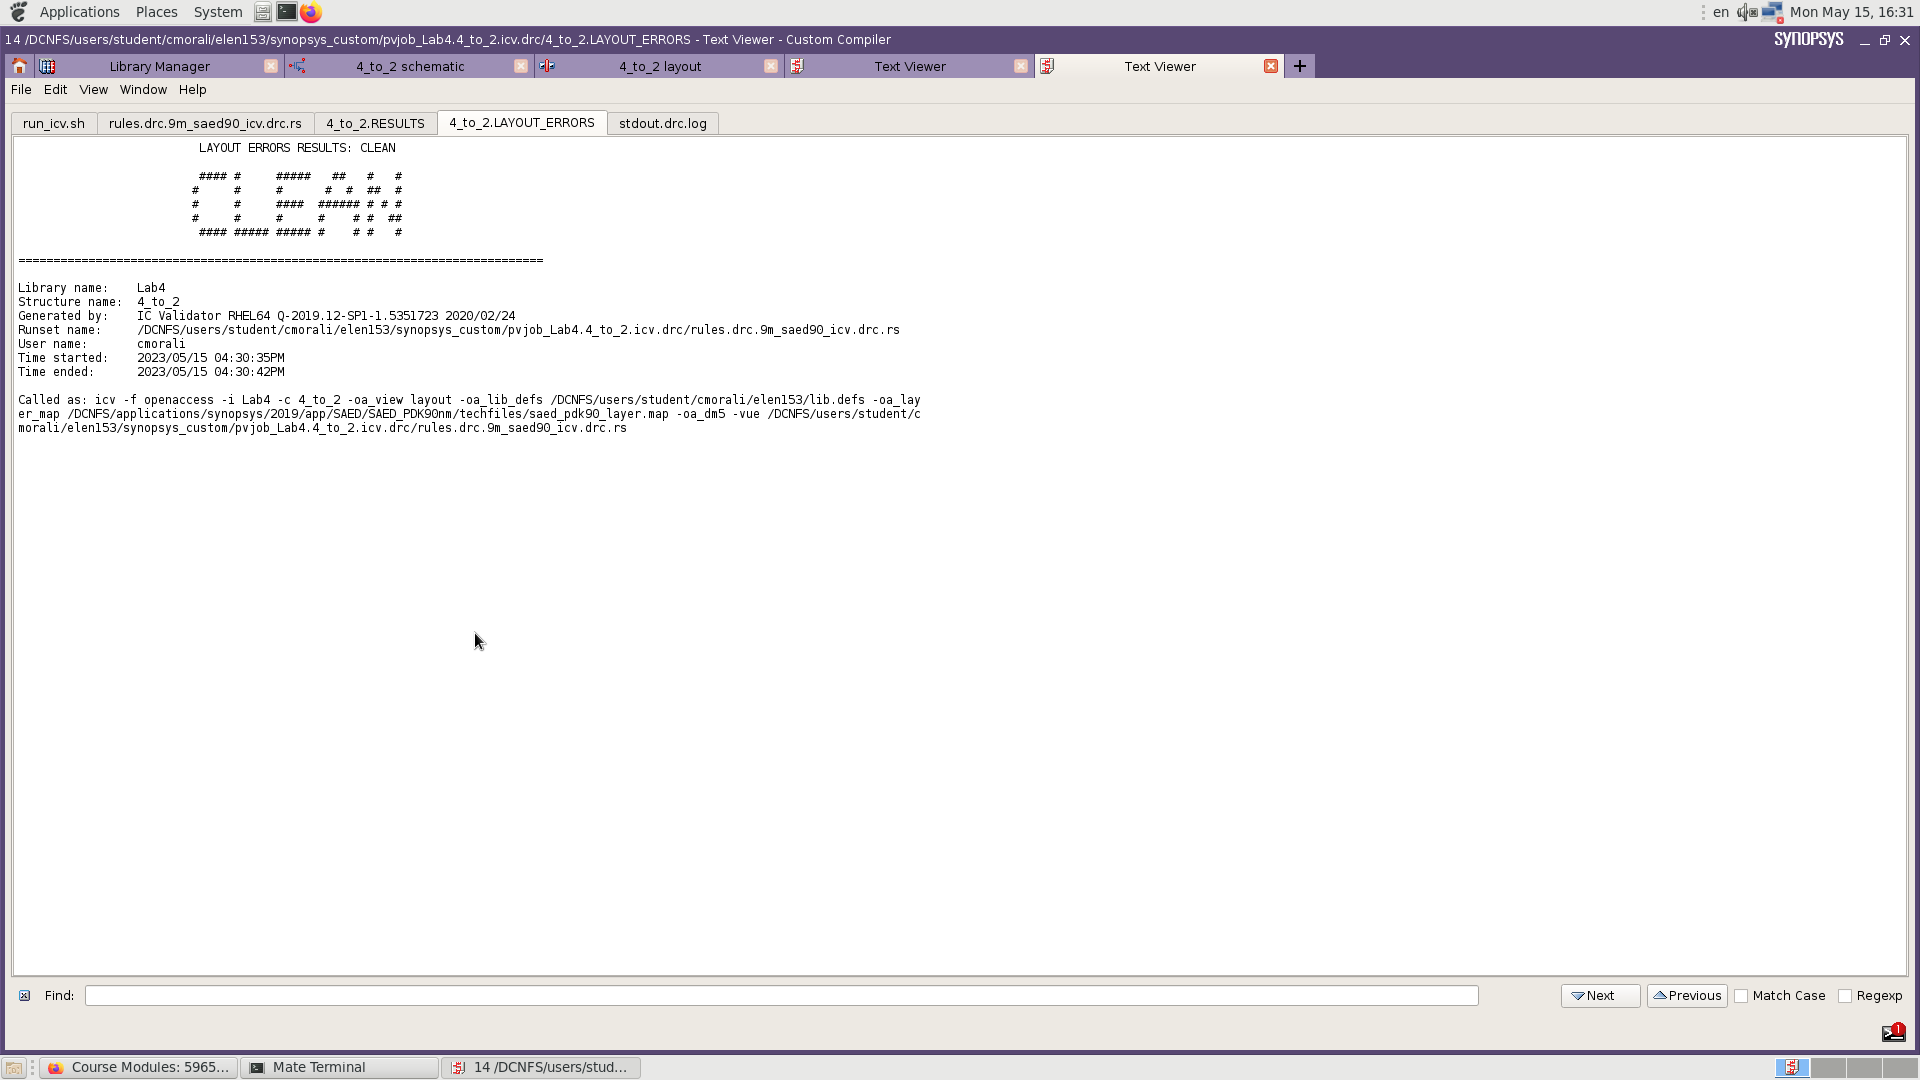 Applications Places System en Mon May 15, 16:31
14 /DCNFS/users/student/cmorali/elen153/synopsys_custom/pvjob_Lab4.4_to_2.icv.drc/4_to_2.LAYOUT_ERRORS - Text Viewer - Custom Compiler SYNOPSYS
Library Manager 4_to_2 schematic 4_to_2 layout Text Viewer Text Viewer
File Edit View Window Help
run_icv.sh rules.drc.9m_saed90_icv.drc.rs 4_to_2.RESULTS 4_to_2.LAYOUT_ERRORS stdout.drc.log
LAYOUT ERRORS RESULTS: CLEAN
#### #     #####   ##   #   #
#     #     #      #  #  ##  #
#     #     ####  ###### # # #
#     #     #     #    # #  ##
#### ##### ##### #    # #   #
===========================================================================
Library name: Lab4
Structure name: 4_to_2
Generated by: IC Validator RHEL64 Q-2019.12-SP1-1.5351723 2020/02/24
Runset name: /DCNFS/users/student/cmorali/elen153/synopsys_custom/pvjob_Lab4.4_to_2.icv.drc/rules.drc.9m_saed90_icv.drc.rs
User name: cmorali
Time started: 2023/05/15 04:30:35PM
Time ended: 2023/05/15 04:30:42PM
Called as: icv -f openaccess -i Lab4 -c 4_to_2 -oa_view layout -oa_lib_defs /DCNFS/users/student/cmorali/elen153/lib.defs -oa_lay
er_map /DCNFS/applications/synopsys/2019/app/SAED/SAED_PDK90nm/techfiles/saed_pdk90_layer.map -oa_dm5 -vue /DCNFS/users/student/c
morali/elen153/synopsys_custom/pvjob_Lab4.4_to_2.icv.drc/rules.drc.9m_saed90_icv.drc.rs
Find: Next Previous Match Case Regexp
1
Course Modules: 5965... Mate Terminal 14 /DCNFS/users/stud...